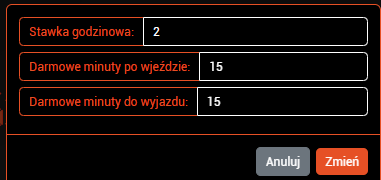 Stawka godzinowa: 2
Darmowe minuty po wjeździe: 15
Darmowe minuty do wyjazdu: 15
Anuluj Zmień